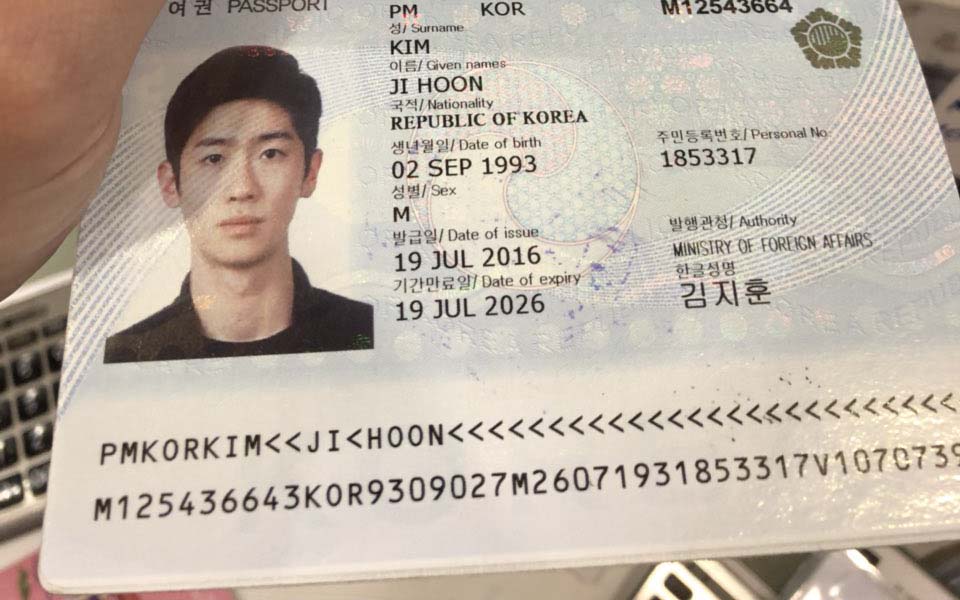 여권 PASSPORT
PM KOR M12543664
성/ Surname
KIM
이름/ Given names
JI HOON
국적/ Nationality
REPUBLIC OF KOREA
생년월일/ Date of birth
02 SEP 1993
주민등록번호/ Personal No.
1853317
성별/ Sex
M
발급일/ Date of issue
19 JUL 2016
발행관청/ Authority
MINISTRY OF FOREIGN AFFAIRS
기간만료일/ Date of expiry
19 JUL 2026
한글성명
김지훈
PMKORKIM<<JI<HOON<<<<<<<<<<<<<<<<<<<<<<<<<<
M125436643KOR9309027M26071931853317V1070739